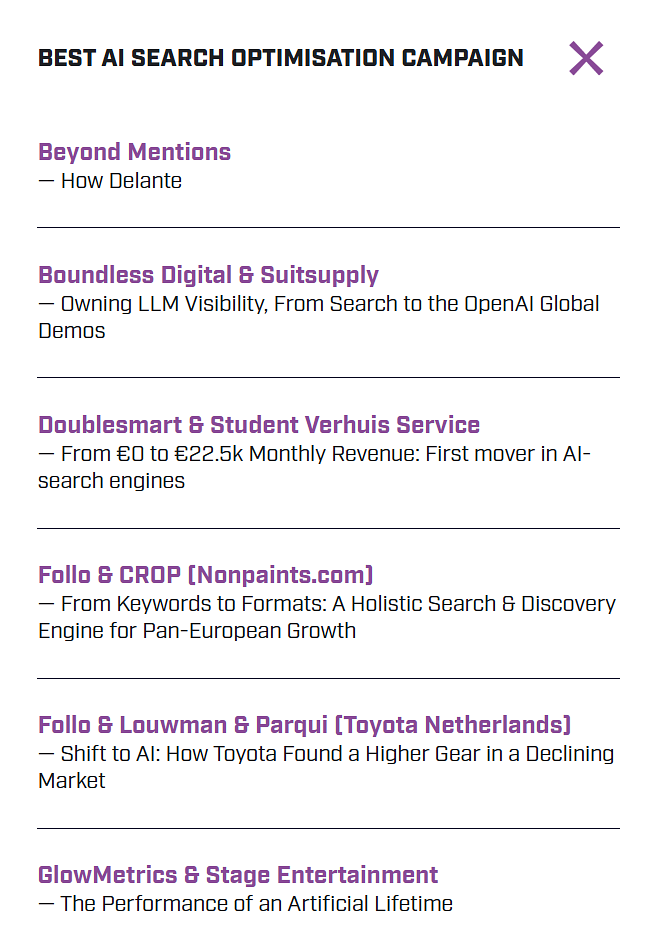 BEST AI SEARCH OPTIMISATION CAMPAIGN
Beyond Mentions
— How Delante
Boundless Digital & Suitsupply
— Owning LLM Visibility, From Search to the OpenAI Global
Demos
Doublesmart & Student Verhuis Service
— From €0 to €22.5k Monthly Revenue: First mover in AI-
search engines
Follo & CROP (Nonpaints.com)
— From Keywords to Formats: A Holistic Search & Discovery
Engine for Pan-European Growth
Follo & Louwman & Parqui (Toyota Netherlands)
— Shift to AI: How Toyota Found a Higher Gear in a Declining
Market
GlowMetrics & Stage Entertainment
— The Performance of an Artificial Lifetime